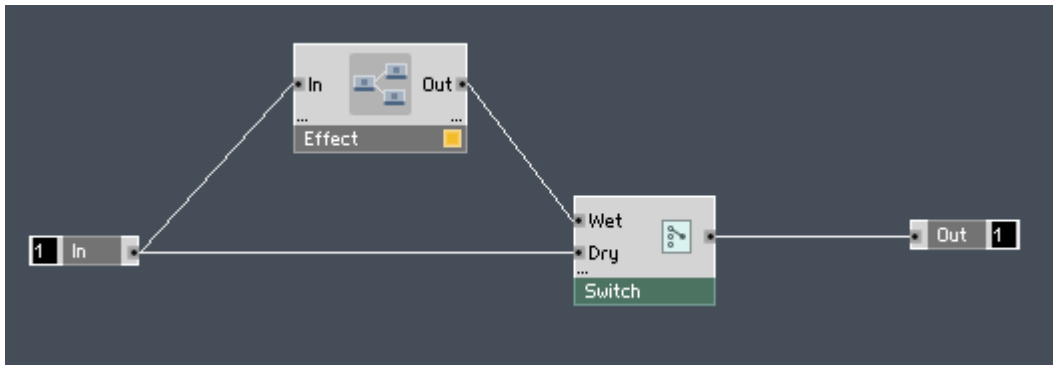 In Out
... ...
Effect
Wet
1 In
Out 1
Dry
...
Switch